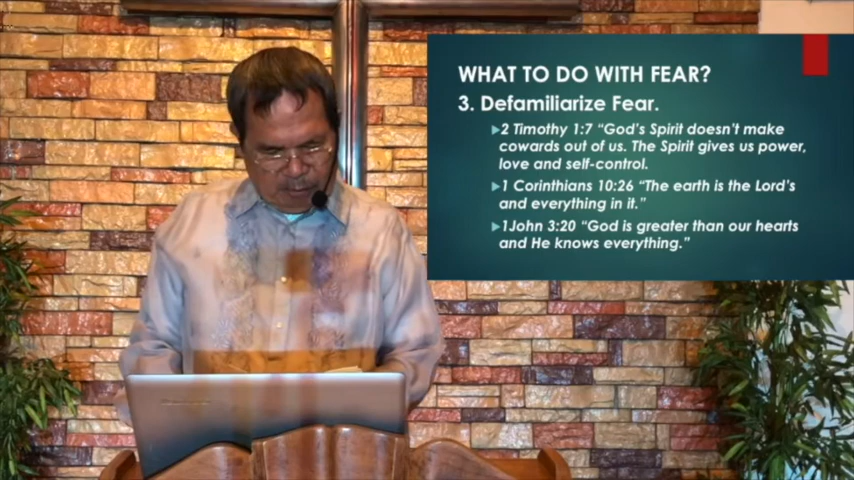 WHAT TO DO WITH FEAR?
3. Defamiliarize Fear.
2 Timothy 1:7 “God’s Spirit doesn’t make
cowards out of us. The Spirit gives us power,
love and self-control.
1 Corinthians 10:26 “The earth is the Lord’s
and everything in it.”
1John 3:20 “God is greater than our hearts
and He knows everything.”